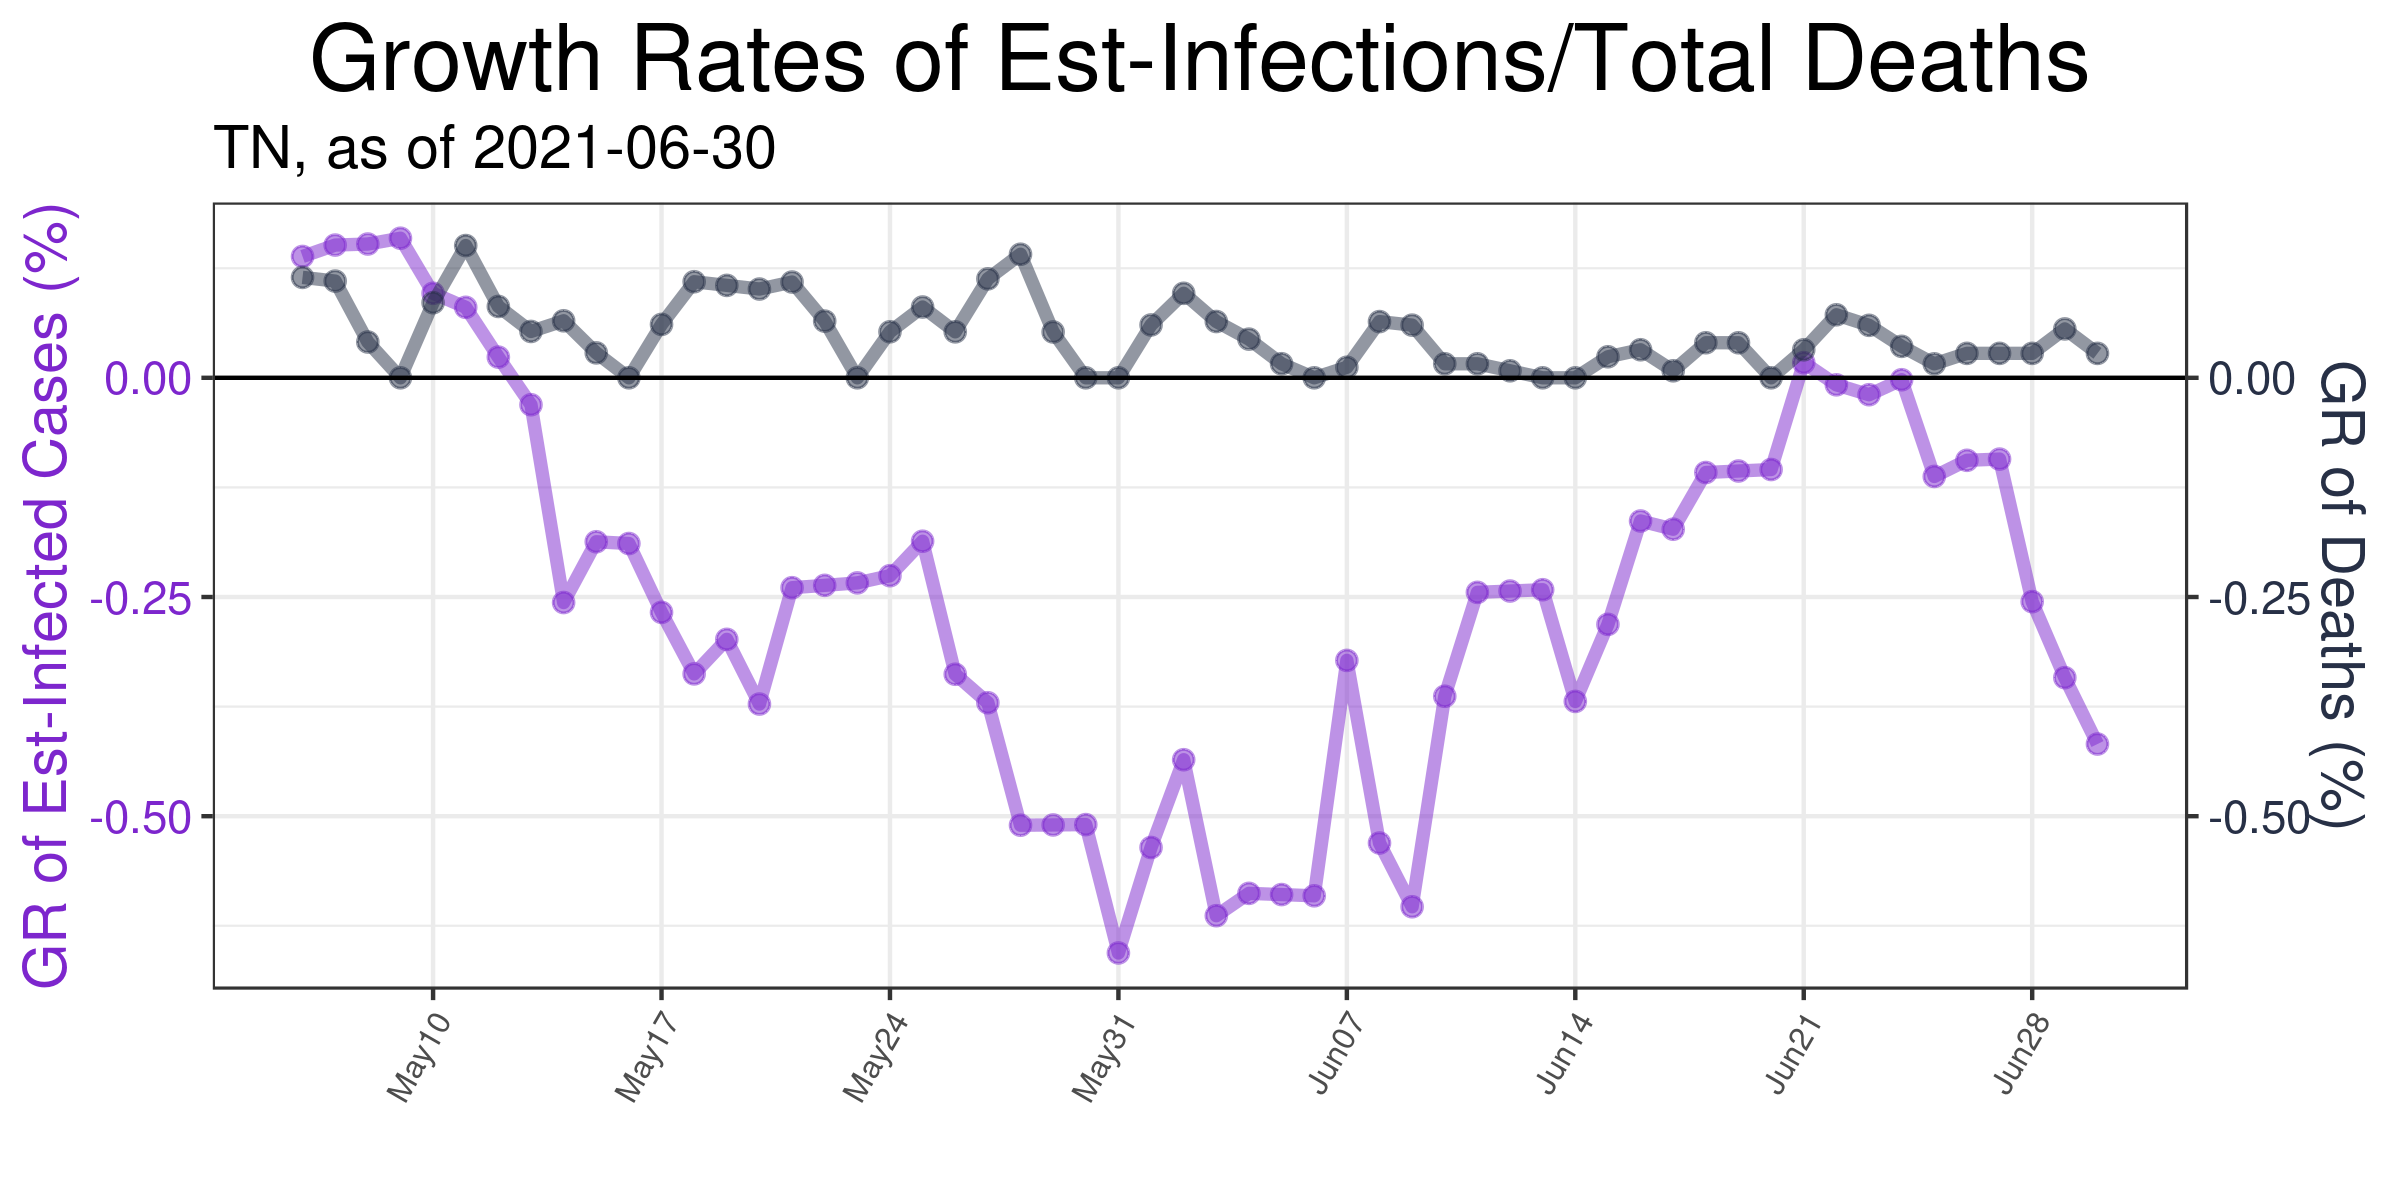 Growth Rates of Est-Infections/Total Deaths
TN, as of 2021-06-30
GR of Est-Infected Cases (%)
0.00
-0.25
-0.50
0.00
-0.25
-0.50
GR of Deaths (%)
May10
May17
May24
May31
Jun07
Jun14
Jun21
Jun28